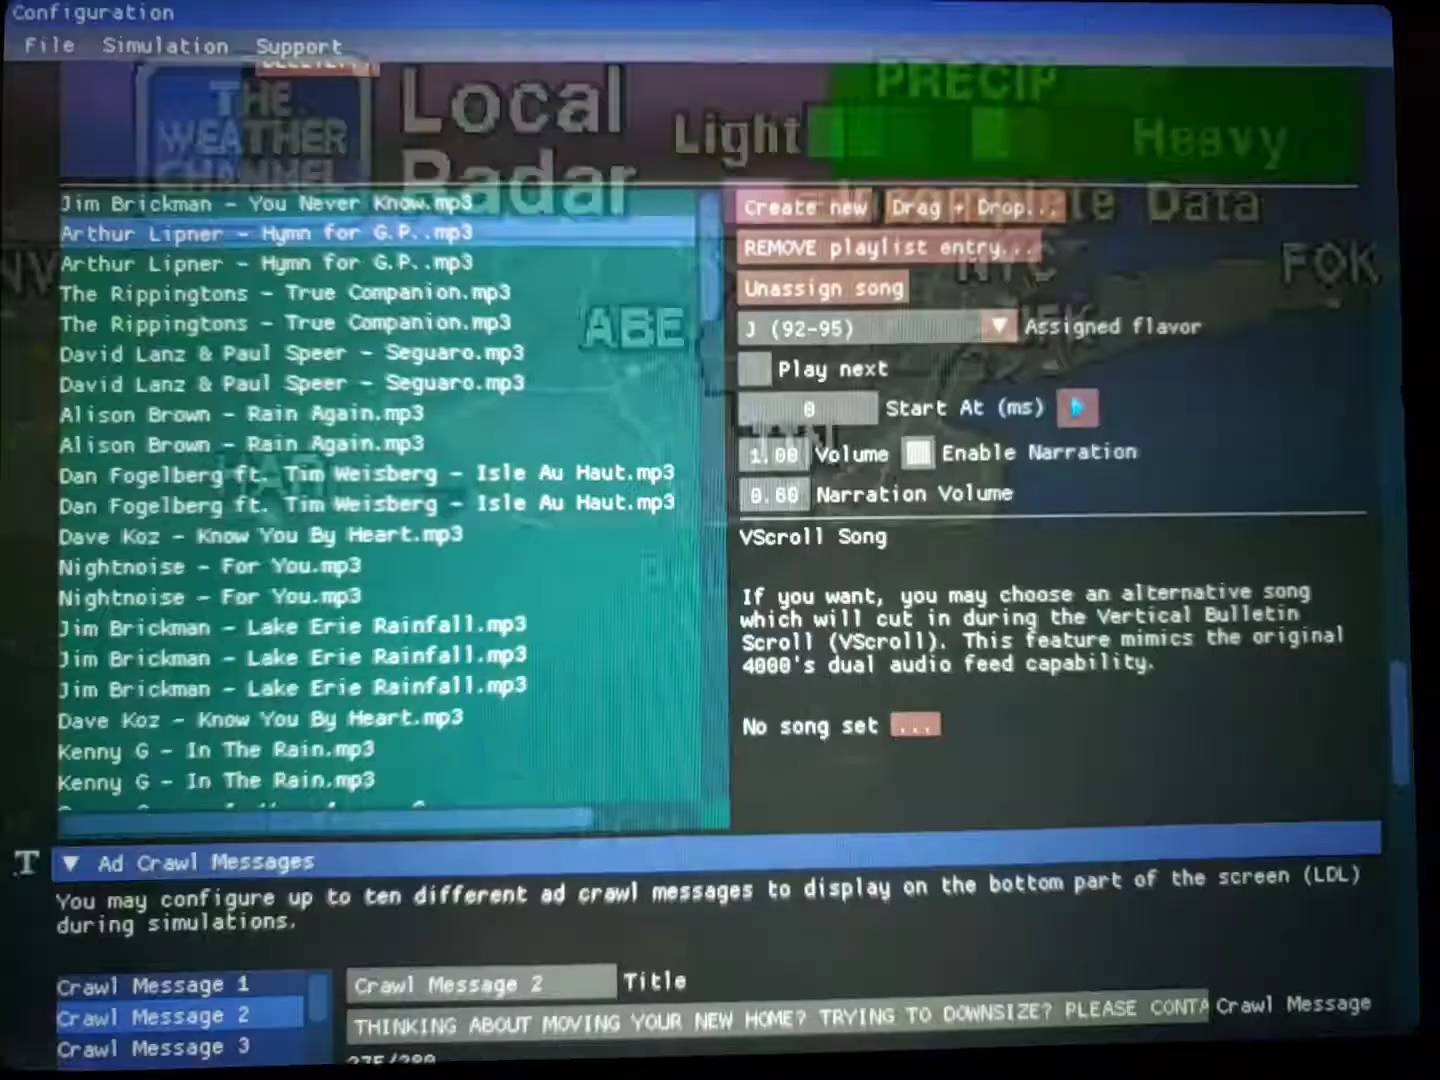 Configuration
File Simulation Support
THE WEATHER CHANNEL
Local Radar
PRECIP
Light Heavy
Incomplete Data
NYC
FOK
ABE
Jim Brickman - You Never Know.mp3
Arthur Lipner - Hymn for G.P..mp3
Arthur Lipner - Hymn for G.P..mp3
The Rippingtons - True Companion.mp3
The Rippingtons - True Companion.mp3
David Lanz & Paul Speer - Seguaro.mp3
David Lanz & Paul Speer - Seguaro.mp3
Alison Brown - Rain Again.mp3
Alison Brown - Rain Again.mp3
Dan Fogelberg ft. Tim Weisberg - Isle Au Haut.mp3
Dan Fogelberg ft. Tim Weisberg - Isle Au Haut.mp3
Dave Koz - Know You By Heart.mp3
Nightnoise - For You.mp3
Nightnoise - For You.mp3
Jim Brickman - Lake Erie Rainfall.mp3
Jim Brickman - Lake Erie Rainfall.mp3
Jim Brickman - Lake Erie Rainfall.mp3
Dave Koz - Know You By Heart.mp3
Kenny G - In The Rain.mp3
Kenny G - In The Rain.mp3
Create new Drag + Drop...
REMOVE playlist entry...
Unassign song
J (92-95) Assigned flavor
Play next
0 Start At (ms)
1.00 Volume Enable Narration
0.80 Narration Volume
VScroll Song
If you want, you may choose an alternative song
which will cut in during the Vertical Bulletin
Scroll (VScroll). This feature mimics the original
4000's dual audio feed capability.
No song set ...
Ad Crawl Messages
You may configure up to ten different ad crawl messages to display on the bottom part of the screen (LDL)
during simulations.
Crawl Message 1
Crawl Message 2
Crawl Message 3
Crawl Message 2 Title
THINKING ABOUT MOVING YOUR NEW HOME? TRYING TO DOWNSIZE? PLEASE CONTA Crawl Message